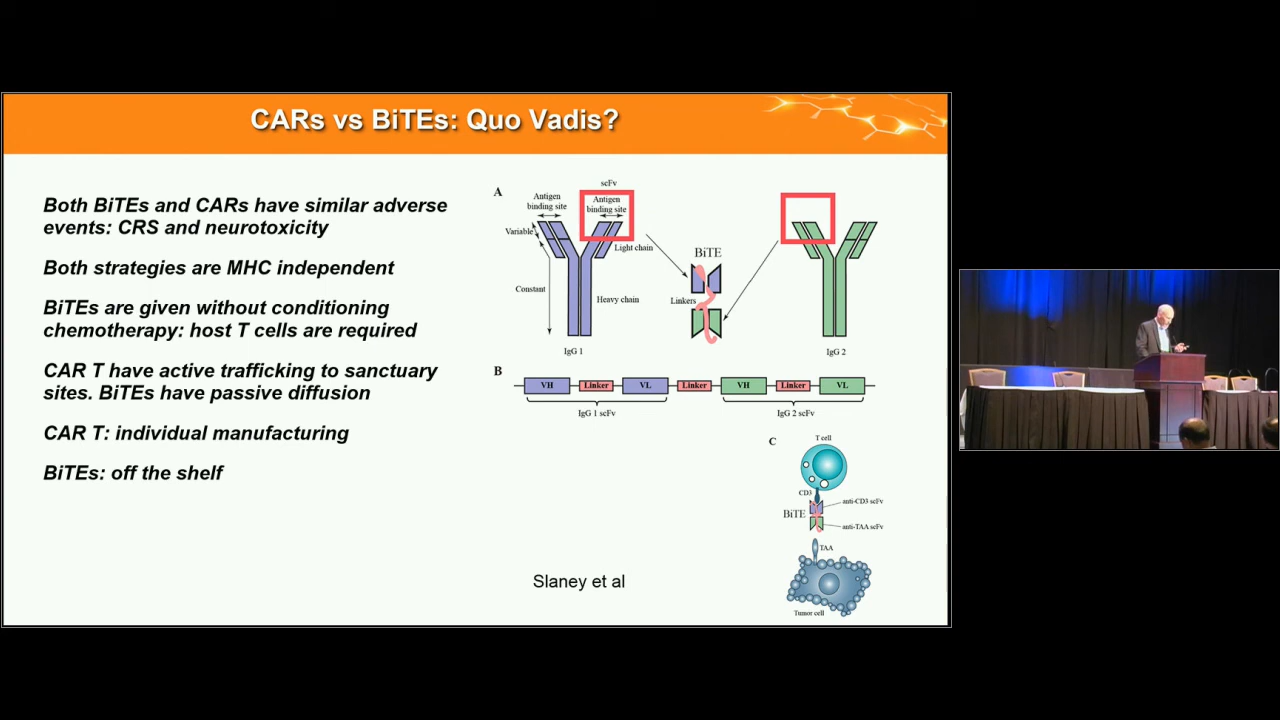 CARs vs BiTEs: Quo Vadis?
Both BiTEs and CARs have similar adverse
events: CRS and neurotoxicity
Both strategies are MHC independent
BiTEs are given without conditioning
chemotherapy: host T cells are required
CAR T have active trafficking to sanctuary
sites. BiTEs have passive diffusion
CAR T: individual manufacturing
BiTEs: off the shelf
A
scFv
Antigen
binding site
Antigen
binding site
Variable
Light chain
Constant
Heavy chain
IgG 1
BiTE
Linkers
IgG 2
B
VH
Linker
VL
Linker
VH
Linker
VL
IgG 1 scFv
IgG 2 scFv
C
T cell
CD3
anti-CD3 scFv
BiTE
anti-TAA scFv
TAA
Tumor cell
Slaney et al